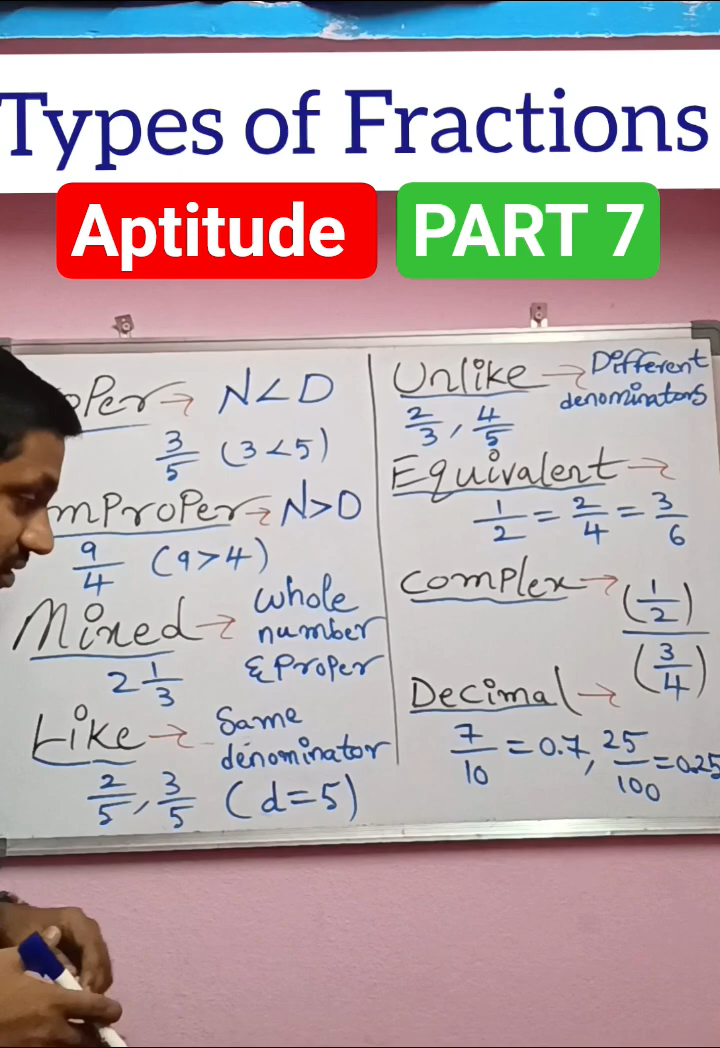 Types of Fractions
Aptitude PART 7
oPer → N<D
3/5 (3<5)
mProPer → N>D
9/4 (9>4)
Mixed → whole
number
& Proper
2 1/3
Like → Same
denominator
2/5, 3/5 (d=5)
Unlike → Different
denominators
2/3, 4/5
Equivalent →
1/2 = 2/4 = 3/6
Complex → (1/2)/(3/4)
Decimal →
7/10 = 0.7, 25/100 = 0.25